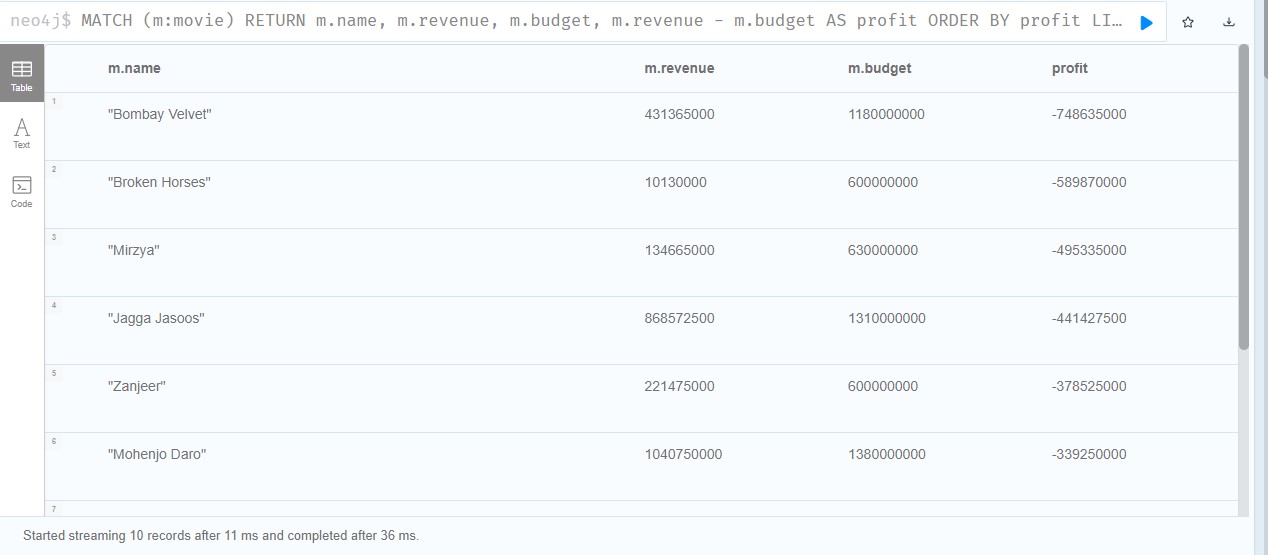 neo4j$ MATCH (m:movie) RETURN m.name, m.revenue, m.budget, m.revenue - m.budget AS profit ORDER BY profit LI…
Table
Text
Code
m.name m.revenue m.budget profit
1 "Bombay Velvet" 431365000 1180000000 -748635000
2 "Broken Horses" 10130000 600000000 -589870000
3 "Mirzya" 134665000 630000000 -495335000
4 "Jagga Jasoos" 868572500 1310000000 -441427500
5 "Zanjeer" 221475000 600000000 -378525000
6 "Mohenjo Daro" 1040750000 1380000000 -339250000
7
Started streaming 10 records after 11 ms and completed after 36 ms.